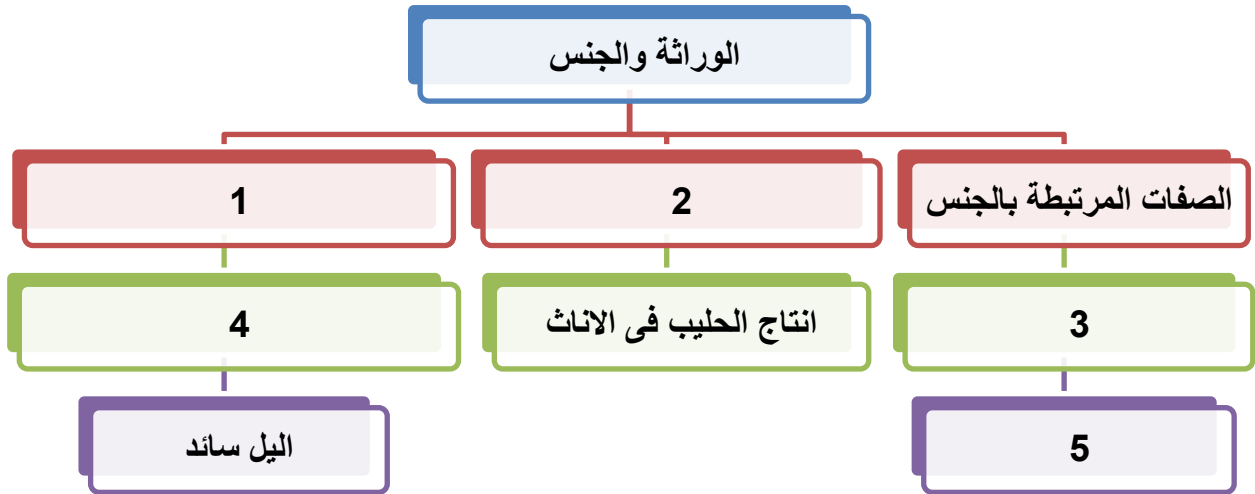 الوراثة والجنس
الصفات المرتبطة بالجنس
2
1
3
انتاج الحليب فى الاناث
4
5
اليل سائد